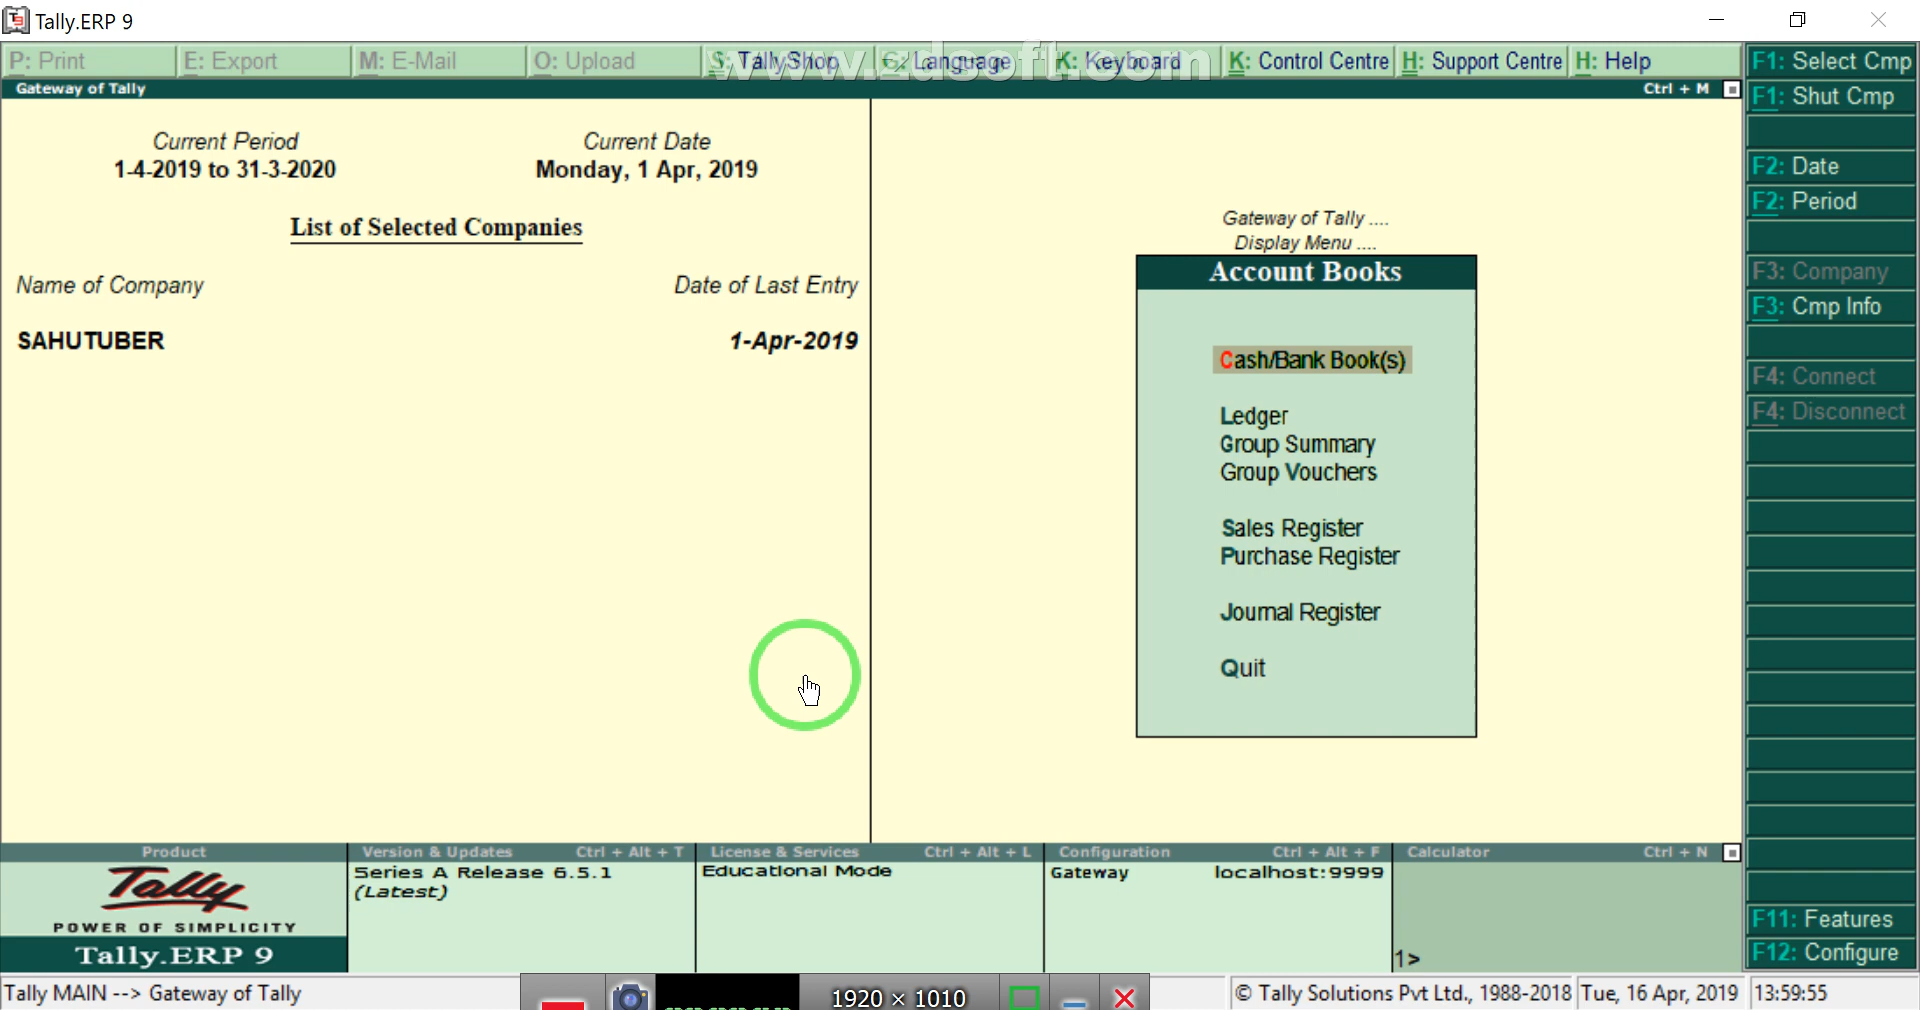 Tally.ERP 9
P: Print E: Export M: E-Mail O: Upload S: TallyShop G: Language K: Keyboard K: Control Centre H: Support Centre H: Help
www.zdsoft.com
Gateway of Tally Ctrl + M
Current Period Current Date
1-4-2019 to 31-3-2020 Monday, 1 Apr, 2019
List of Selected Companies
Name of Company Date of Last Entry
SAHUTUBER 1-Apr-2019
Gateway of Tally ....
Display Menu ....
Account Books
Cash/Bank Book(s)
Ledger
Group Summary
Group Vouchers
Sales Register
Purchase Register
Journal Register
Quit
F1: Select Cmp
F1: Shut Cmp
F2: Date
F2: Period
F3: Company
F3: Cmp Info
F4: Connect
F4: Disconnect
F11: Features
F12: Configure
Product
Tally
POWER OF SIMPLICITY
Tally.ERP 9
Version & Updates Ctrl + Alt + T
Series A Release 6.5.1
(Latest)
License & Services Ctrl + Alt + L
Educational Mode
Configuration Ctrl + Alt + F
Gateway localhost:9999
Calculator Ctrl + N
1>
Tally MAIN --> Gateway of Tally
1920 × 1010
© Tally Solutions Pvt Ltd., 1988-2018 Tue, 16 Apr, 2019 13:59:55